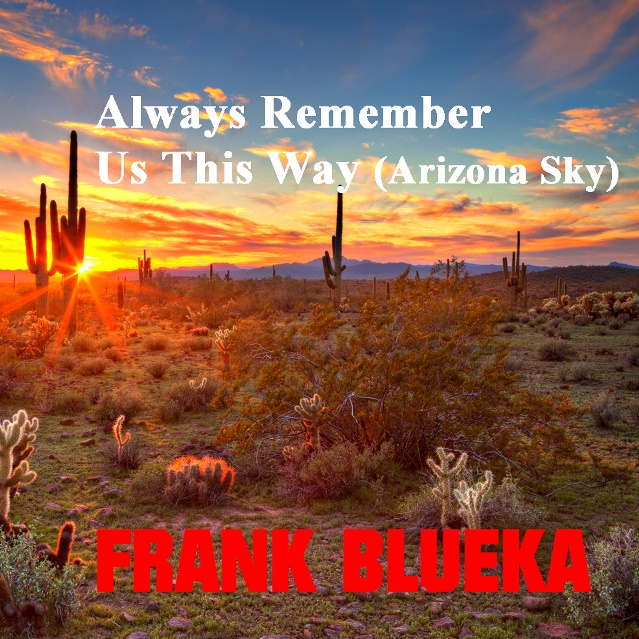 Always Remember
Us This Way (Arizona Sky)
FRANK BLUEKA